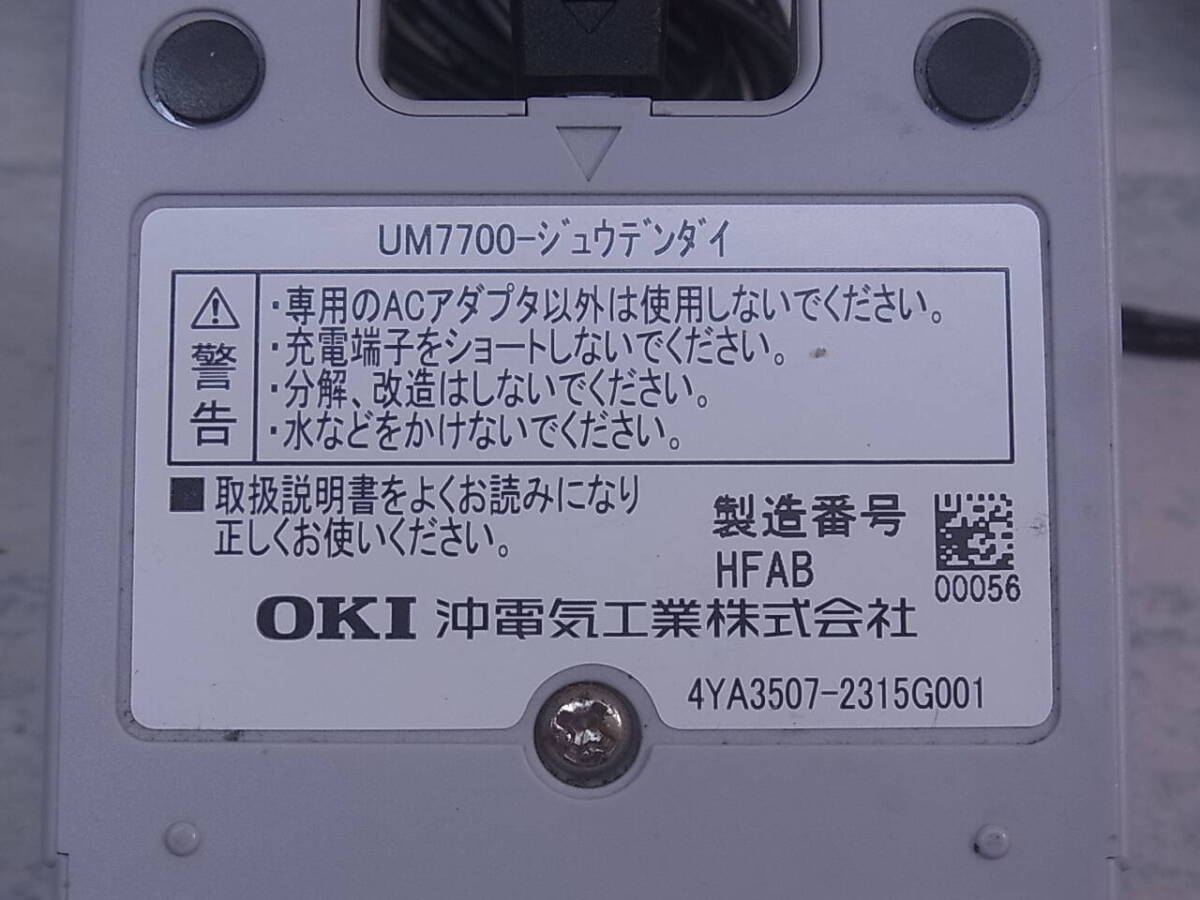 UM7700-ｼﾞｭｳﾃﾞﾝﾀﾞｲ
警告
・専用のACアダプタ以外は使用しないでください。
・充電端子をショートしないでください。
・分解、改造はしないでください。
・水などをかけないでください。
■取扱説明書をよくお読みになり
正しくお使いください。
製造番号
HFAB
00056
OKI 沖電気工業株式会社
4YA3507-2315G001